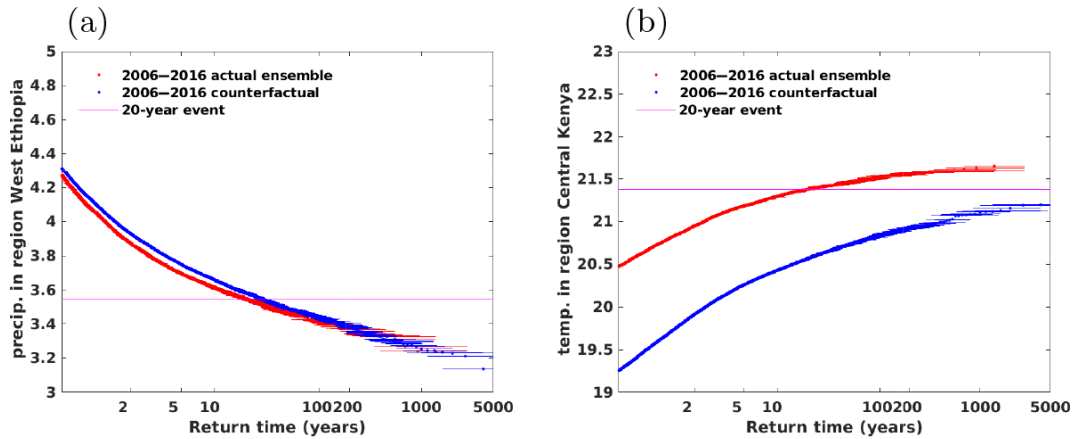 (a)
5
4.8
4.6
4.4
4.2
4
3.8
3.6
3.4
3.2
3
precip. in region West Ethiopia
2006−2016 actual ensemble
2006−2016 counterfactual
20-year event
2 5 10 100 200 1000 5000
Return time (years)
(b)
23
22.5
22
21.5
21
20.5
20
19.5
19
temp. in region Central Kenya
2006−2016 actual ensemble
2006−2016 counterfactual
20-year event
2 5 10 100 200 1000 5000
Return time (years)